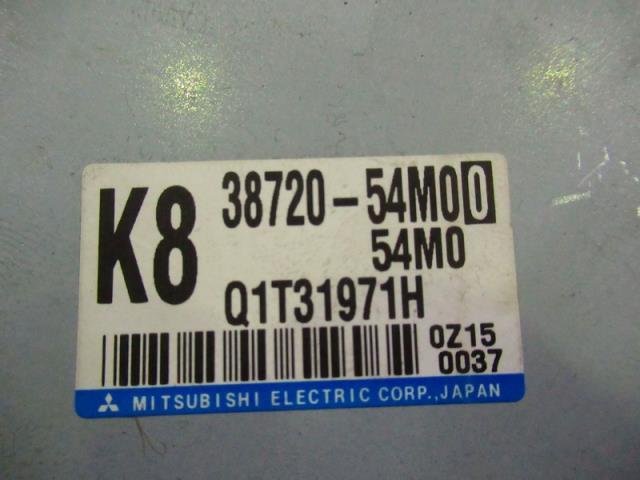 K8
38720-54M00
54M0
Q1T31971H
0Z15
0037
MITSUBISHI ELECTRIC CORP., JAPAN